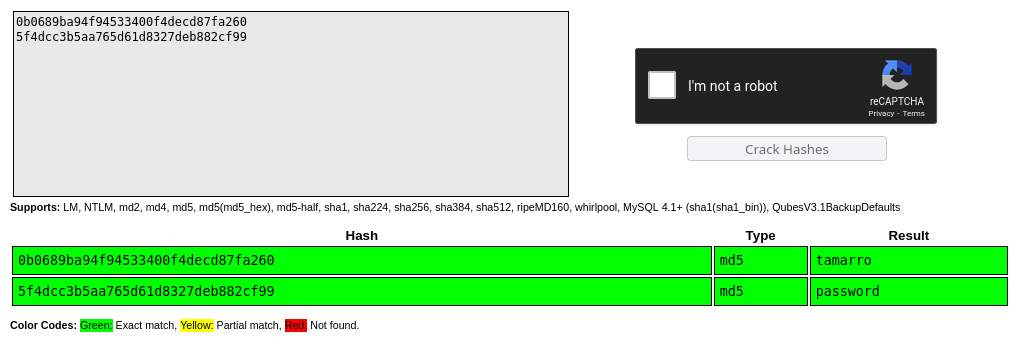 0b0689ba94f94533400f4decd87fa260
5f4dcc3b5aa765d61d8327deb882cf99
I'm not a robot
reCAPTCHA
Privacy - Terms
Crack Hashes
Supports: LM, NTLM, md2, md4, md5, md5(md5_hex), md5-half, sha1, sha224, sha256, sha384, sha512, ripeMD160, whirlpool, MySQL 4.1+ (sha1(sha1_bin)), QubesV3.1BackupDefaults
Hash Type Result
0b0689ba94f94533400f4decd87fa260 md5 tamarro
5f4dcc3b5aa765d61d8327deb882cf99 md5 password
Color Codes: Green: Exact match, Yellow: Partial match, Red: Not found.